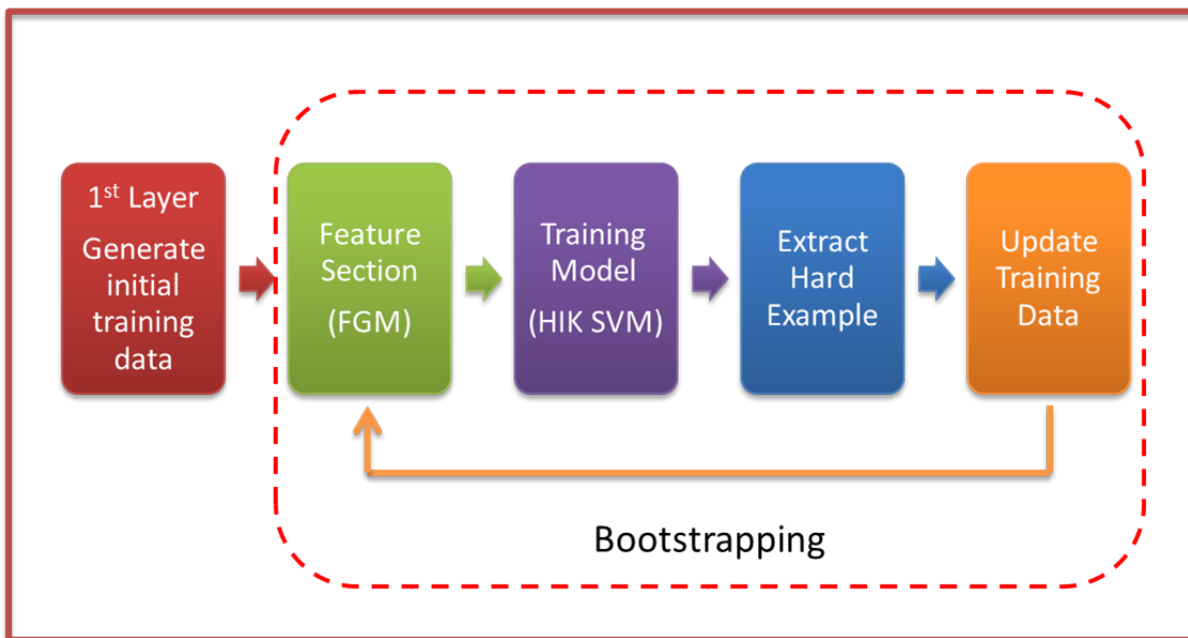 1st Layer
Generate
initial
training
data
Feature
Section
(FGM)
Training
Model
(HIK SVM)
Extract
Hard
Example
Update
Training
Data
Bootstrapping